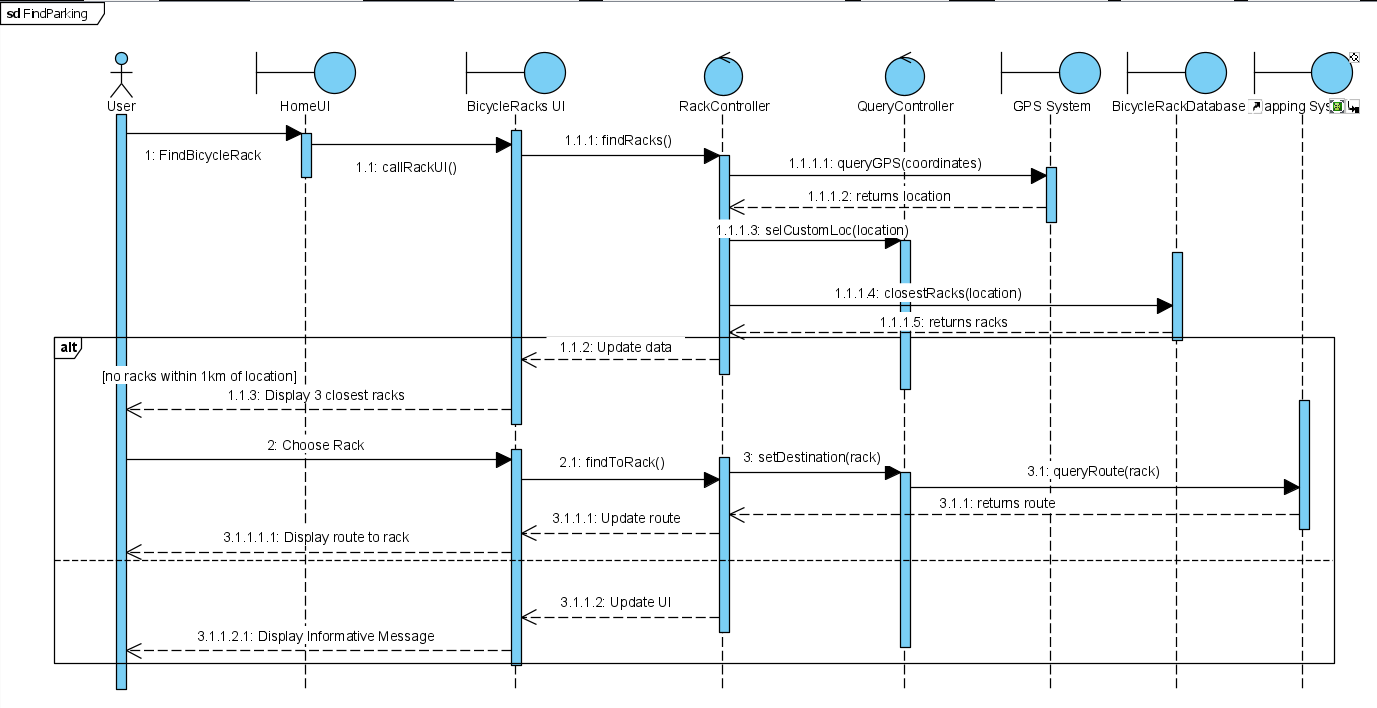 sd FindParking
User
HomeUI
BicycleRacks UI
RackController
QueryController
GPS System
BicycleRackDatabase
1: FindBicycleRack
1.1: callRackUI()
1.1.1: findRacks()
1.1.1.1: queryGPS(coordinates)
1.1.1.2: returns location
1.1.1.3: selCustomLoc(location)
1.1.1.4: closestRacks(location)
1.1.1.5: returns racks
alt
1.1.2: Update data
[no racks within 1km of location]
1.1.3: Display 3 closest racks
2: Choose Rack
2.1: findToRack()
3: setDestination(rack)
3.1: queryRoute(rack)
3.1.1: returns route
3.1.1.1: Update route
3.1.1.1.1: Display route to rack
3.1.1.2: Update UI
3.1.1.2.1: Display Informative Message